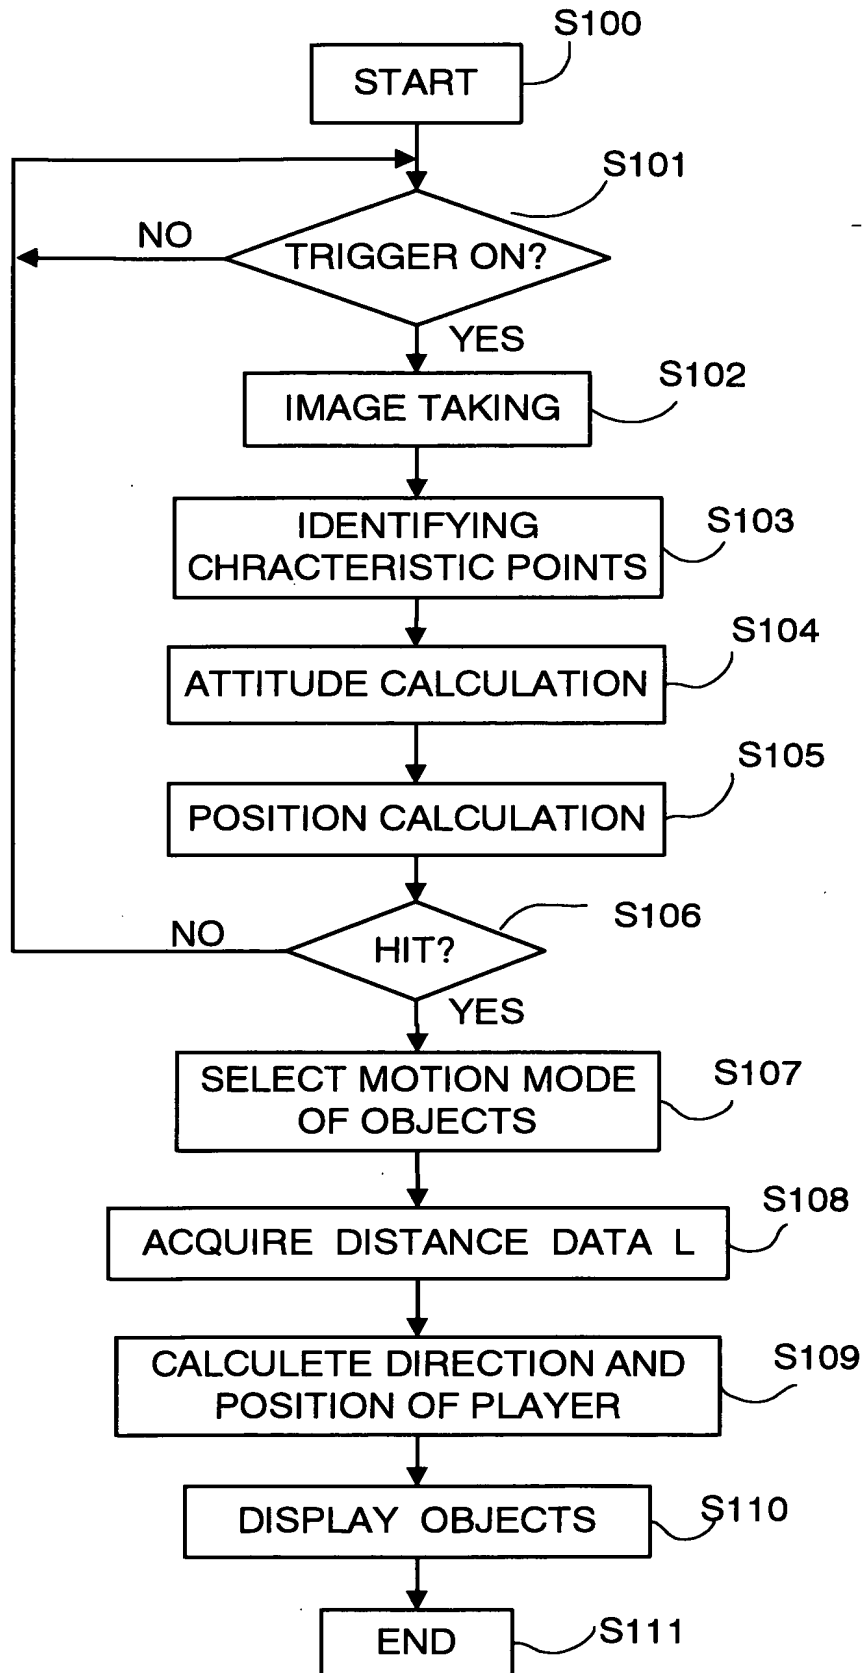 S100
START
S101
NO
TRIGGER ON?
YES
S102
IMAGE TAKING
S103
IDENTIFYING
CHRACTERISTIC POINTS
S104
ATTITUDE CALCULATION
S105
POSITION CALCULATION
S106
NO
HIT?
YES
S107
SELECT MOTION MODE
OF OBJECTS
S108
ACQUIRE DISTANCE DATA L
S109
CALCULETE DIRECTION AND
POSITION OF PLAYER
S110
DISPLAY OBJECTS
S111
END